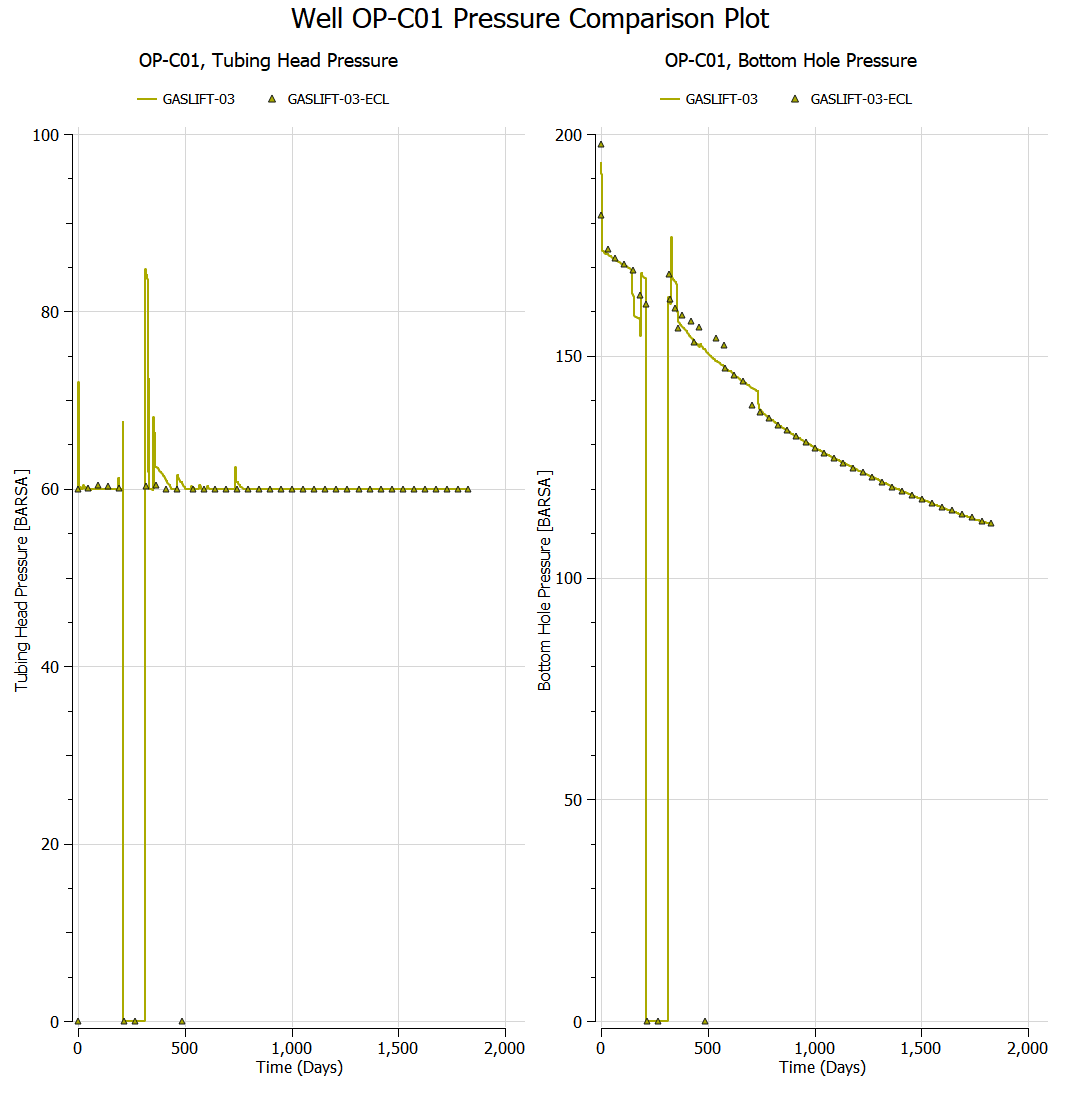 Well OP-C01 Pressure Comparison Plot
OP-C01, Tubing Head Pressure
GASLIFT-03
GASLIFT-03-ECL
100
80
60
40
20
0
Tubing Head Pressure [BARSA]
0
500
1,000
1,500
2,000
Time (Days)
OP-C01, Bottom Hole Pressure
GASLIFT-03
GASLIFT-03-ECL
200
150
100
50
0
Bottom Hole Pressure [BARSA]
0
500
1,000
1,500
2,000
Time (Days)